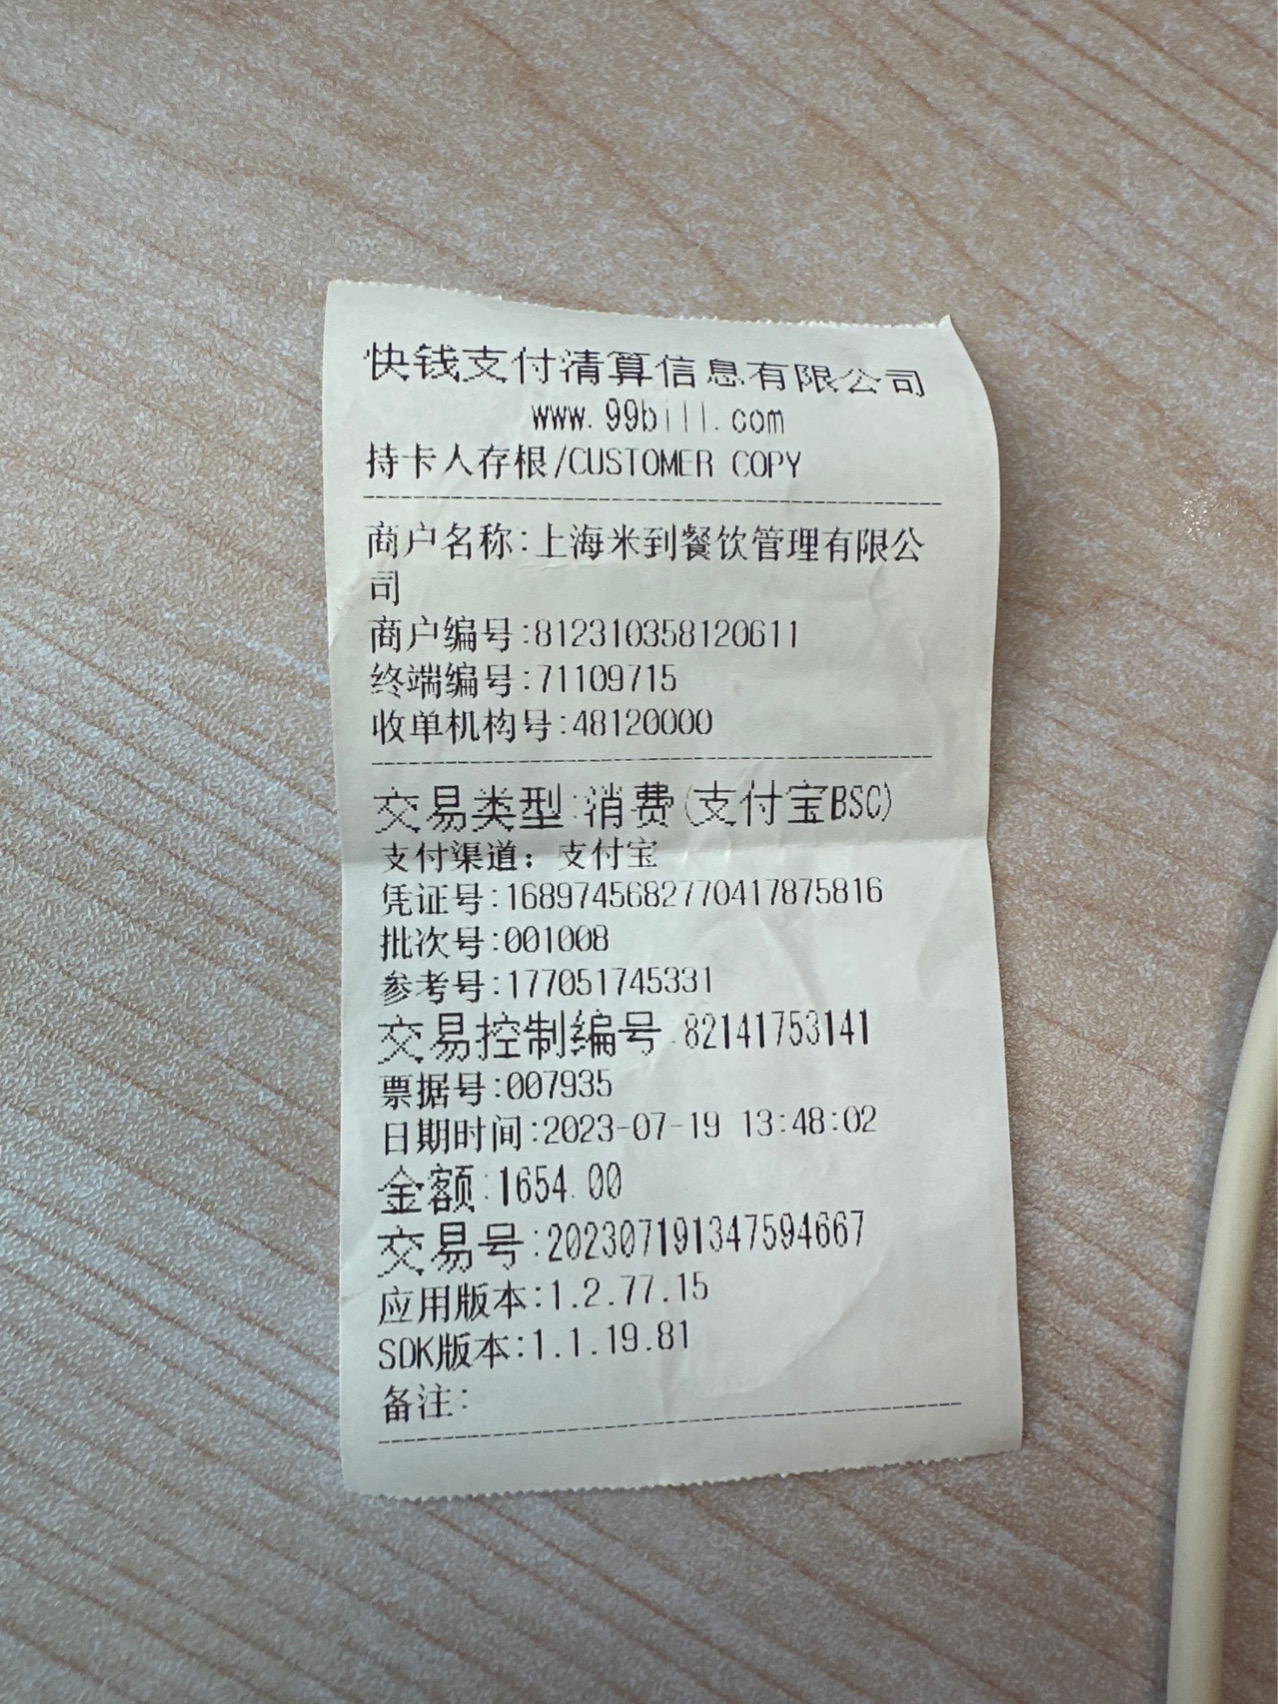 快钱支付清算信息有限公司
www.99bill.com
持卡人存根/CUSTOMER COPY
商户名称:上海米到餐饮管理有限公
司
商户编号:812310358120611
终端编号:71109715
收单机构号:48120000
交易类型:消费(支付宝BSC)
支付渠道：支付宝
凭证号:1689745682770417875816
批次号:001008
参考号:177051745331
交易控制编号:82141753141
票据号:007935
日期时间:2023-07-19 13:48:02
金额:1654.00
交易号:202307191347594667
应用版本:1.2.77.15
SDK版本:1.1.19.81
备注: